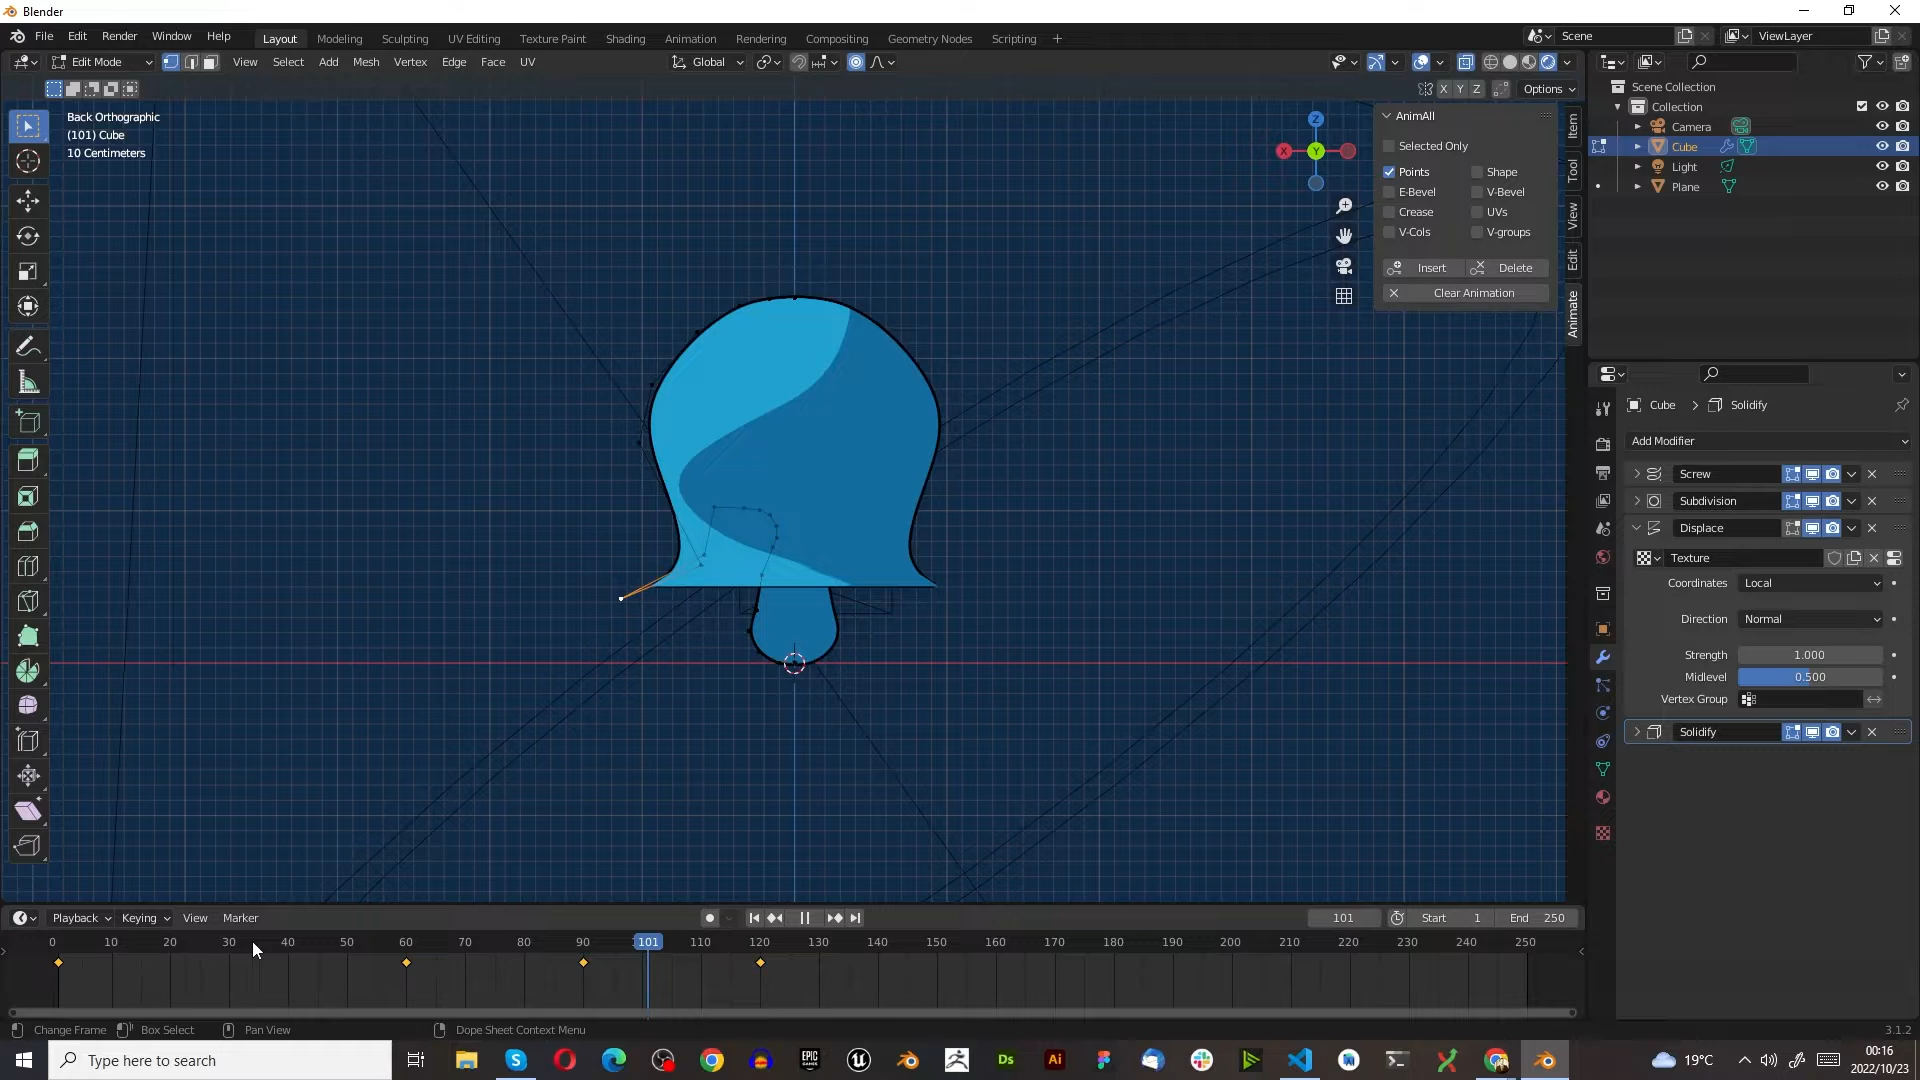 Blender
File Edit Render Window Help
Layout Modeling Sculpting UV Editing Texture Paint Shading Animation Rendering Compositing Geometry Nodes Scripting +
Scene ViewLayer
Edit Mode View Select Add Mesh Vertex Edge Face UV Global
X Y Z Options
Back Orthographic
(101) Cube
10 Centimeters
Z
X Y
AnimAll
Selected Only
Points Shape
E-Bevel V-Bevel
Crease UVs
V-Cols V-groups
Insert Delete
Clear Animation
Item
Tool
View
Edit
Animate
Scene Collection
Collection
Camera
Cube
Light
Plane
Cube > Solidify
Add Modifier
Screw
Subdivision
Displace
Texture
Coordinates Local
Direction Normal
Strength 1.000
Midlevel 0.500
Vertex Group
Solidify
Playback Keying View Marker 101 Start 1 End 250
0 10 20 30 40 50 60 70 80 90 101 110 120 130 140 150 160 170 180 190 200 210 220 230 240 250
Change Frame Box Select Pan View Dope Sheet Context Menu 3.1.2
Type here to search
EPIC GAMES
Ds
Ai
19°C
00:16
2022/10/23